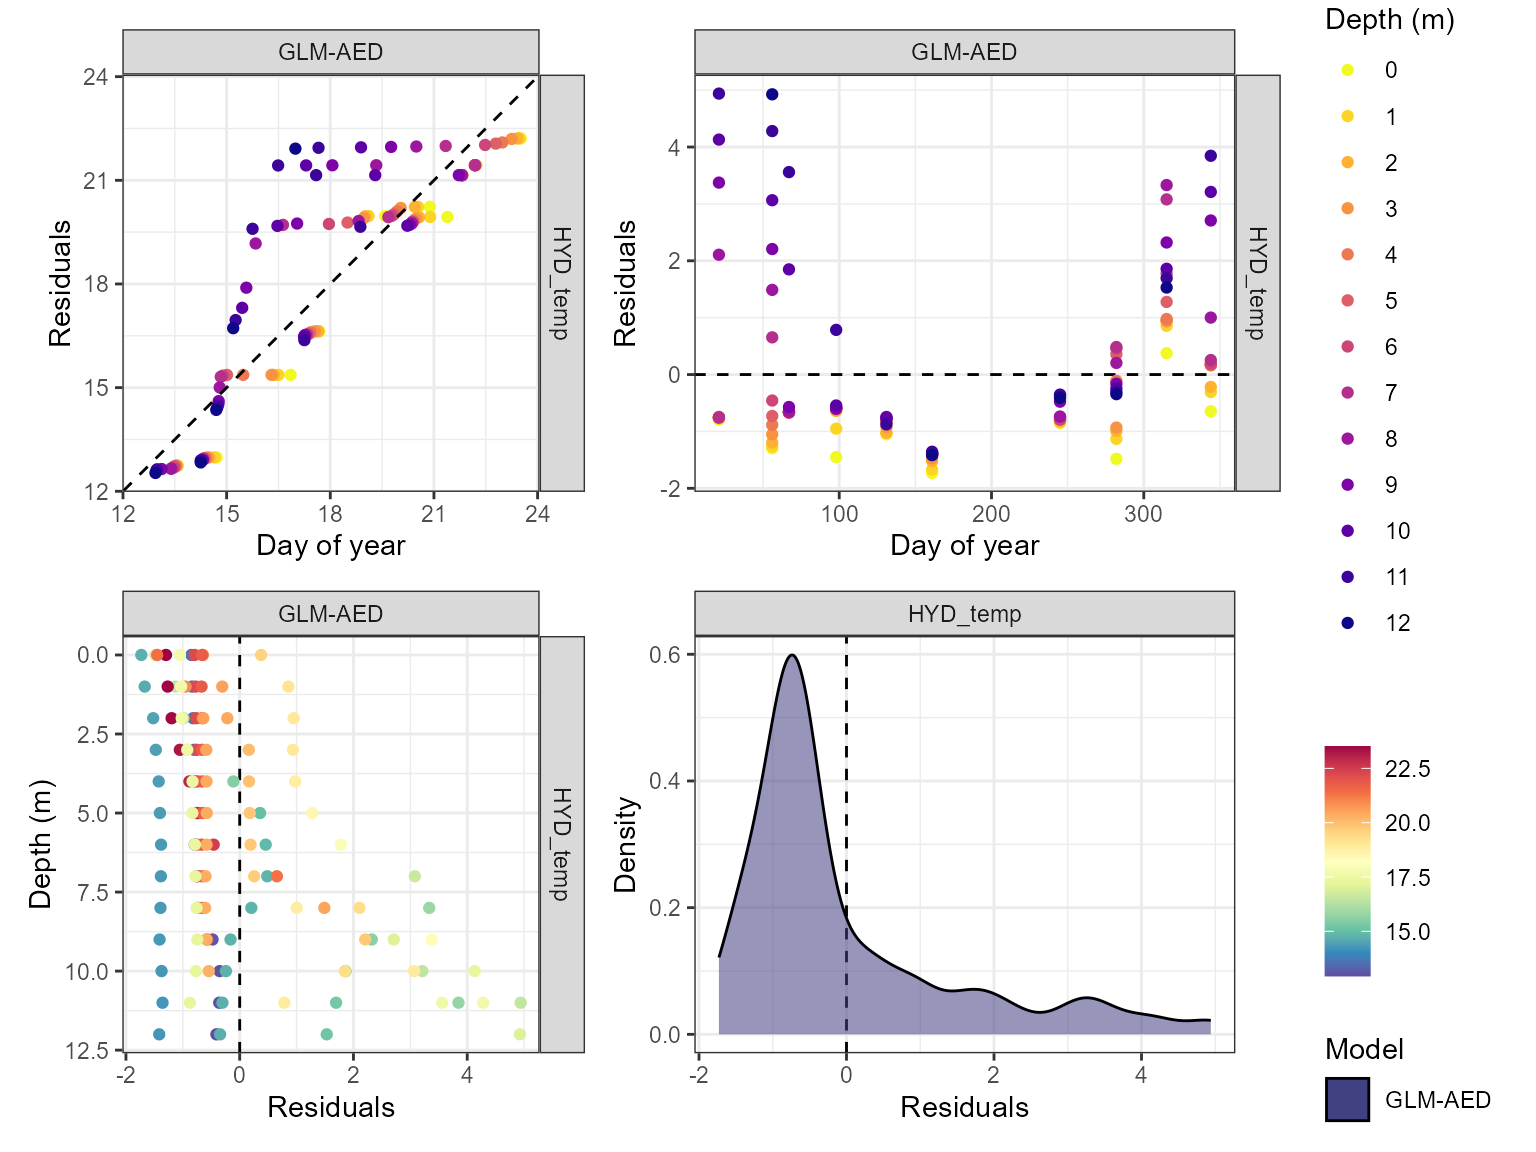 GLM-AED
HYD_temp
24
21
18
15
12
12 15 18 21 24
Residuals
Day of year
GLM-AED
HYD_temp
4
2
0
-2
100 200 300
Residuals
Day of year
GLM-AED
HYD_temp
0.0
2.5
5.0
7.5
10.0
12.5
-2 0 2 4
Depth (m)
Residuals
HYD_temp
0.6
0.4
0.2
0.0
-2 0 2 4
Density
Residuals
Depth (m)
0
1
2
3
4
5
6
7
8
9
10
11
12
22.5
20.0
17.5
15.0
Model
GLM-AED